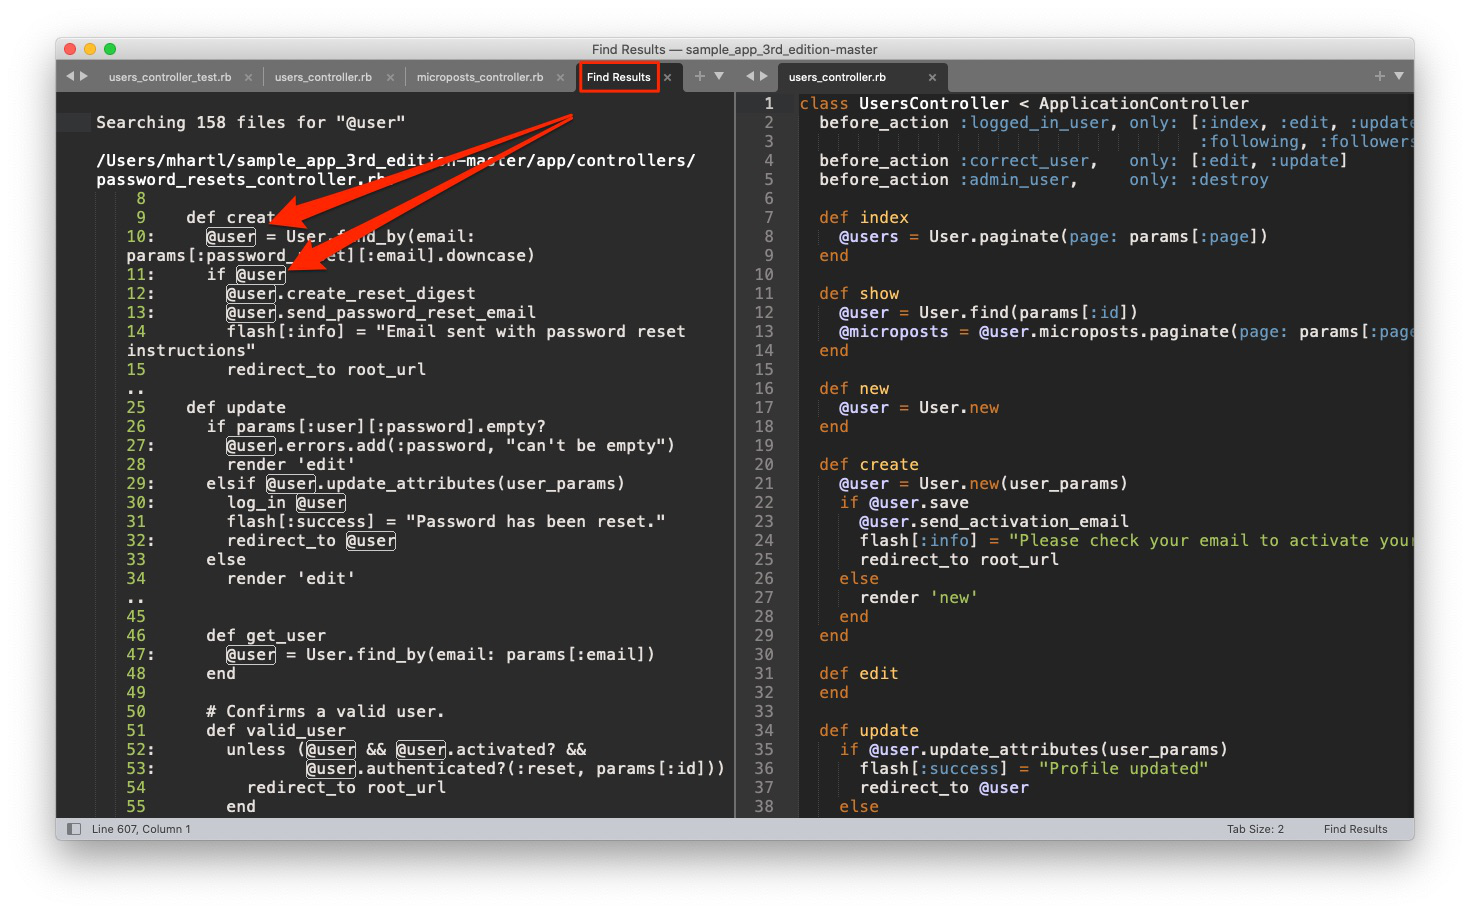 Find Results — sample_app_3rd_edition-master
users_controller_test.rb × users_controller.rb × microposts_controller.rb × Find Results × + users_controller.rb × +
Searching 158 files for "@user"
/Users/mhartl/sample_app_3rd_edition-master/app/controllers/
password_resets_controller.rb
8
9 def create
10: @user = User.find_by(email:
params[:password_reset][:email].downcase)
11: if @user
12: @user.create_reset_digest
13: @user.send_password_reset_email
14 flash[:info] = "Email sent with password reset
instructions"
15 redirect_to root_url
..
25 def update
26 if params[:user][:password].empty?
27: @user.errors.add(:password, "can't be empty")
28 render 'edit'
29: elsif @user.update_attributes(user_params)
30: log_in @user
31 flash[:success] = "Password has been reset."
32: redirect_to @user
33 else
34 render 'edit'
..
45
46 def get_user
47: @user = User.find_by(email: params[:email])
48 end
49
50 # Confirms a valid user.
51 def valid_user
52: unless (@user && @user.activated? &&
53: @user.authenticated?(:reset, params[:id]))
54 redirect_to root_url
55 end
1 class UsersController < ApplicationController
2 before_action :logged_in_user, only: [:index, :edit, :update
3 :following, :followers
4 before_action :correct_user, only: [:edit, :update]
5 before_action :admin_user, only: :destroy
6
7 def index
8 @users = User.paginate(page: params[:page])
9 end
10
11 def show
12 @user = User.find(params[:id])
13 @microposts = @user.microposts.paginate(page: params[:page
14 end
15
16 def new
17 @user = User.new
18 end
19
20 def create
21 @user = User.new(user_params)
22 if @user.save
23 @user.send_activation_email
24 flash[:info] = "Please check your email to activate your
25 redirect_to root_url
26 else
27 render 'new'
28 end
29 end
30
31 def edit
32 end
33
34 def update
35 if @user.update_attributes(user_params)
36 flash[:success] = "Profile updated"
37 redirect_to @user
38 else
Line 607, Column 1
Tab Size: 2 Find Results